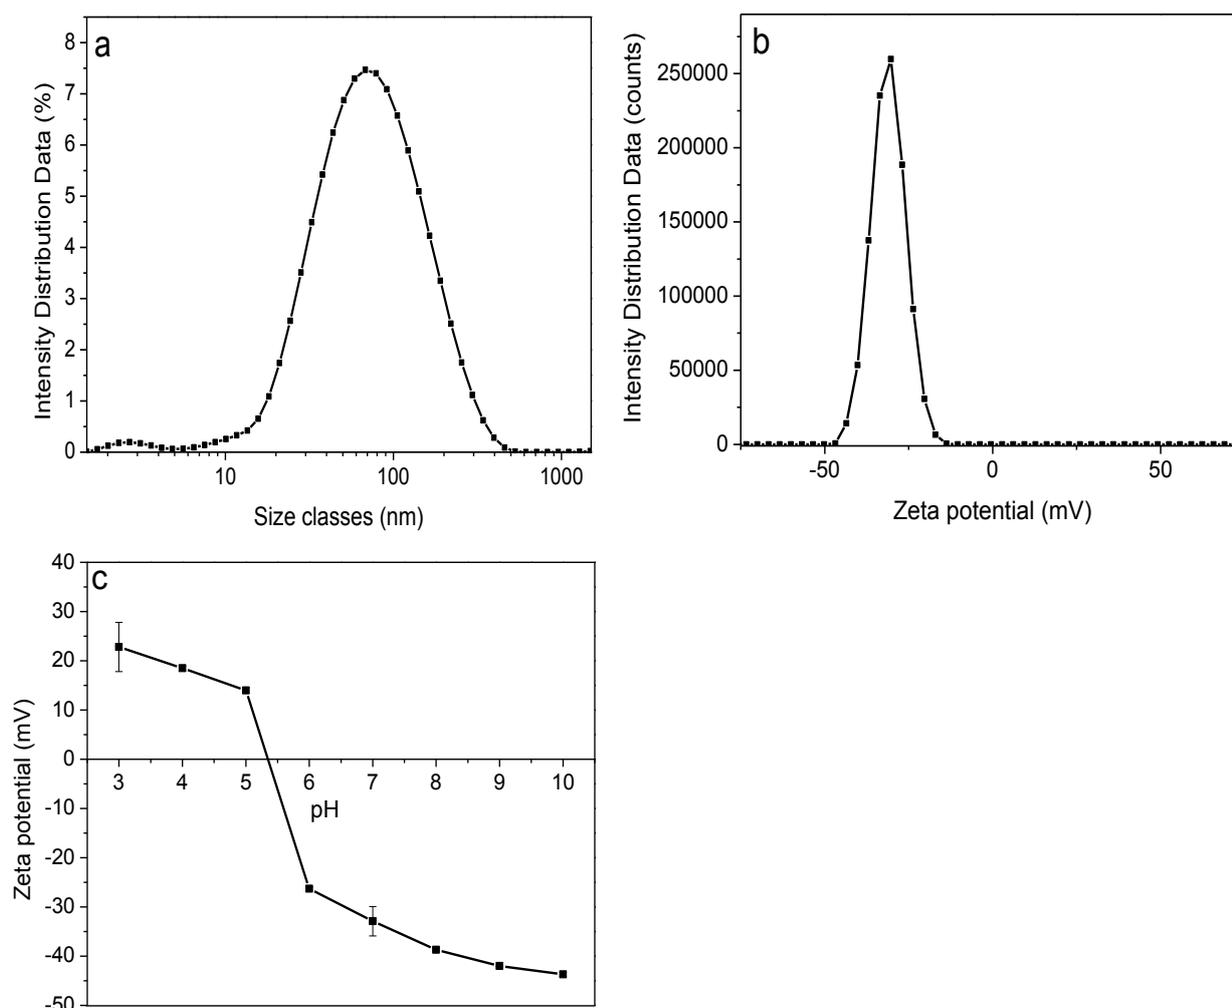 a
Intensity Distribution Data (%)
8
7
6
5
4
3
2
1
0
10 100 1000
Size classes (nm)
b
Intensity Distribution Data (counts)
250000
200000
150000
100000
50000
0
-50 0 50
Zeta potential (mV)
c
Zeta potential (mV)
40
30
20
10
0
-10
-20
-30
-40
-50
3 4 5 6 7 8 9 10
pH